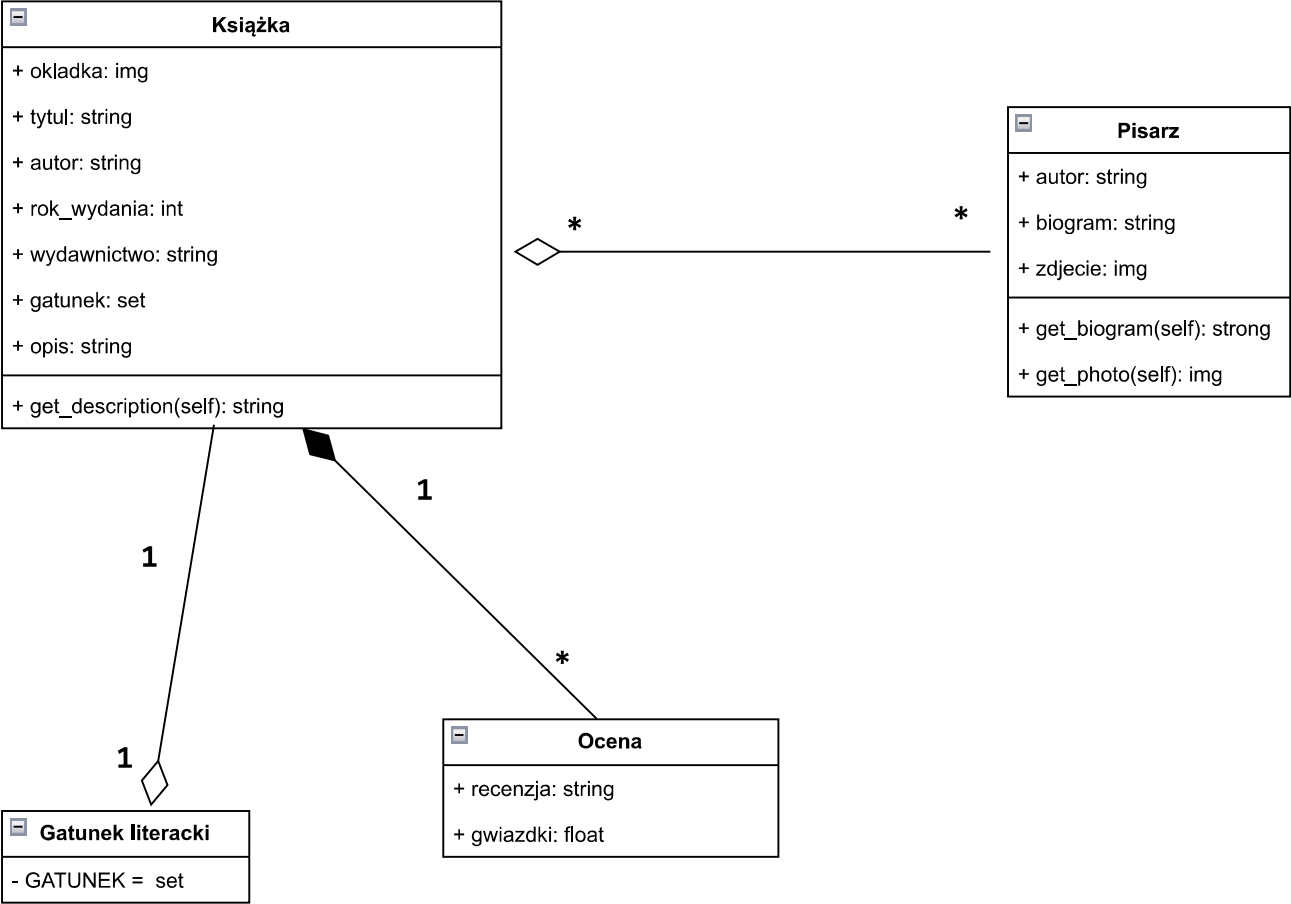 Książka
+ okladka: img
+ tytul: string
+ autor: string
+ rok_wydania: int
+ wydawnictwo: string
+ gatunek: set
+ opis: string
+ get_description(self): string
*
*
Pisarz
+ autor: string
+ biogram: string
+ zdjecie: img
+ get_biogram(self): strong
+ get_photo(self): img
1
*
1
1
Ocena
+ recenzja: string
+ gwiazdki: float
Gatunek literacki
- GATUNEK = set